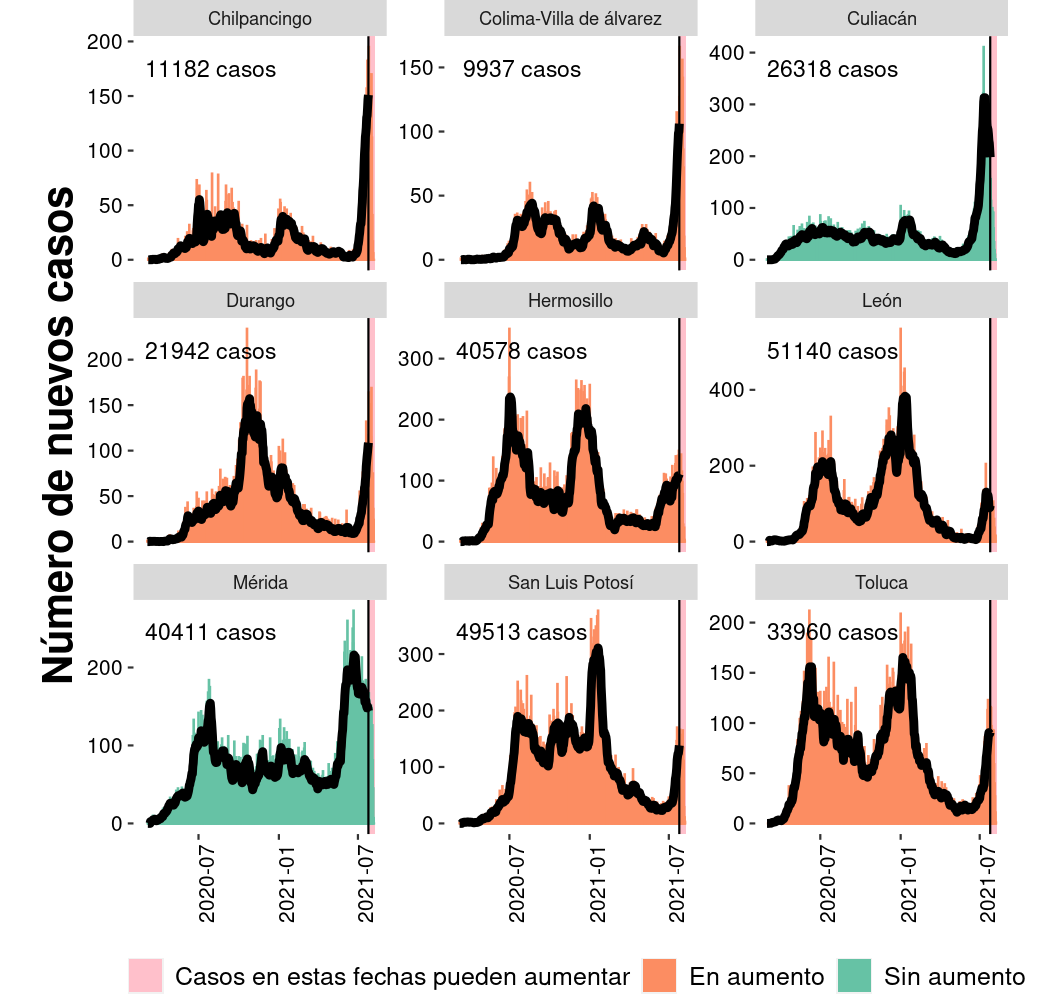 Número de nuevos casos
Chilpancingo
Colima-Villa de álvarez
Culiacán
200
150
100
50
0
11182 casos
150
100
50
0
9937 casos
400
300
200
100
0
26318 casos
Durango
Hermosillo
León
200
150
100
50
0
21942 casos
300
200
100
0
40578 casos
400
200
0
51140 casos
Mérida
San Luis Potosí
Toluca
200
100
0
40411 casos
300
200
100
0
49513 casos
200
150
100
50
0
33960 casos
2020-07
2021-01
2021-07
2020-07
2021-01
2021-07
2020-07
2021-01
2021-07
Casos en estas fechas pueden aumentar
En aumento
Sin aumento